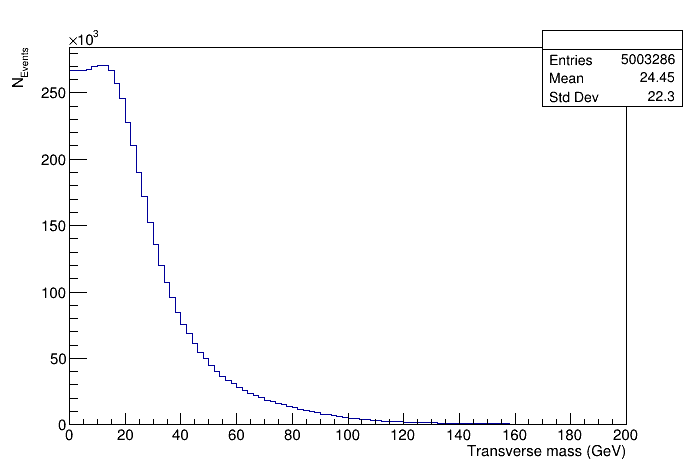 ×10³
N_Events
Entries 5003286
Mean 24.45
Std Dev 22.3
250
200
150
100
50
0
0 20 40 60 80 100 120 140 160 180 200
Transverse mass (GeV)